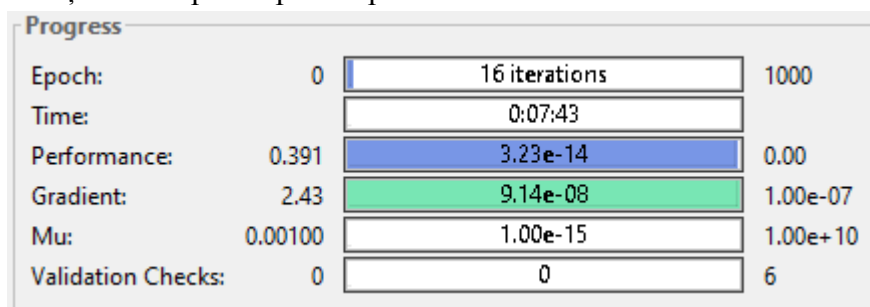 Progress
Epoch: 0 16 iterations 1000
Time: 0:07:43
Performance: 0.391 3.23e-14 0.00
Gradient: 2.43 9.14e-08 1.00e-07
Mu: 0.00100 1.00e-15 1.00e+10
Validation Checks: 0 0 6